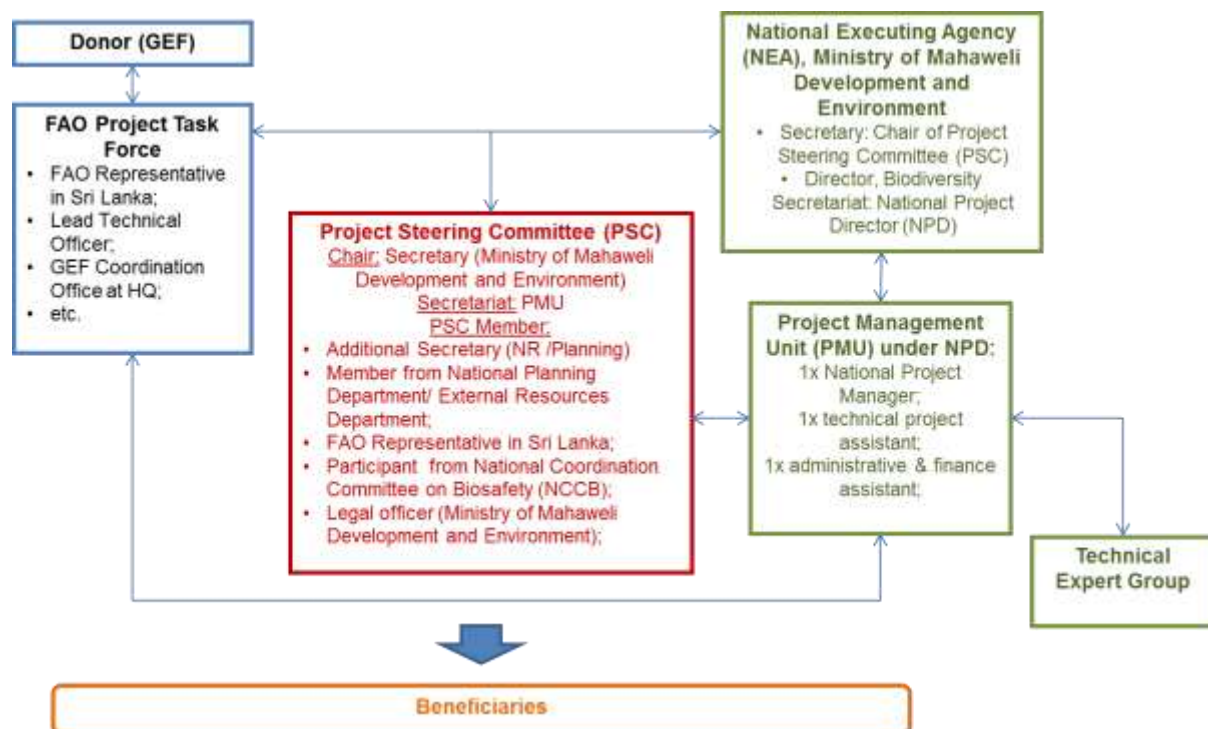 Donor (GEF)
FAO Project Task
Force
• FAO Representative
in Sri Lanka;
• Lead Technical
Officer;
• GEF Coordination
Office at HQ;
• etc.
National Executing Agency
(NEA), Ministry of Mahaweli
Development and
Environment
• Secretary: Chair of Project
Steering Committee (PSC)
• Director, Biodiversity
Secretariat: National Project
Director (NPD)
Project Steering Committee (PSC)
Chair: Secretary (Ministry of Mahaweli
Development and Environment)
Secretariat: PMU
PSC Member:
• Additional Secretary (NR /Planning)
• Member from National Planning
Department/ External Resources
Department;
• FAO Representative in Sri Lanka;
• Participant from National Coordination
Committee on Biosafety (NCCB);
• Legal officer (Ministry of Mahaweli
Development and Environment);
Project Management
Unit (PMU) under NPD:
1x National Project
Manager;
1x technical project
assistant;
1x administrative & finance
assistant;
Technical
Expert Group
Beneficiaries